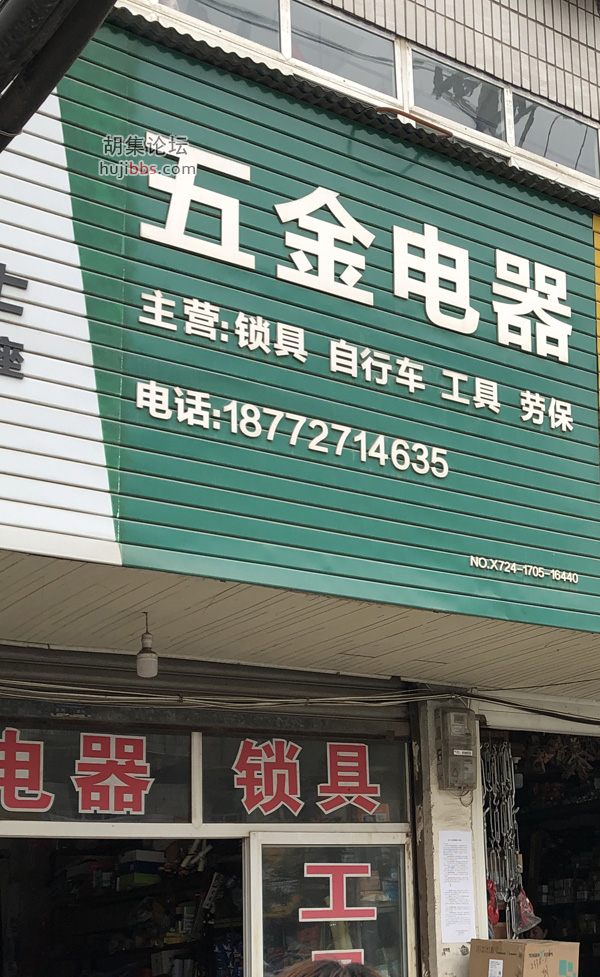 胡集论坛
hujibbs.com
五金电器
主营:锁具 自行车 工具 劳保
电话:18772714635
NO.X724-1705-16440
座
电器 锁具
工